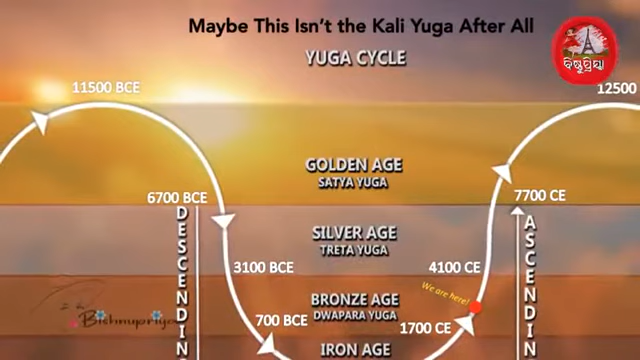 Maybe This Isn't the Kali Yuga After All
YUGA CYCLE
ବିଷ୍ଣୁପ୍ରିୟା
11500 BCE
12500
GOLDEN AGE
SATYA YUGA
6700 BCE
7700 CE
DESCENDIN
ASCENDIN
SILVER AGE
TRETA YUGA
3100 BCE
4100 CE
We are here!
BRONZE AGE
DWAPARA YUGA
Bishnupriya
700 BCE
1700 CE
IRON AGE